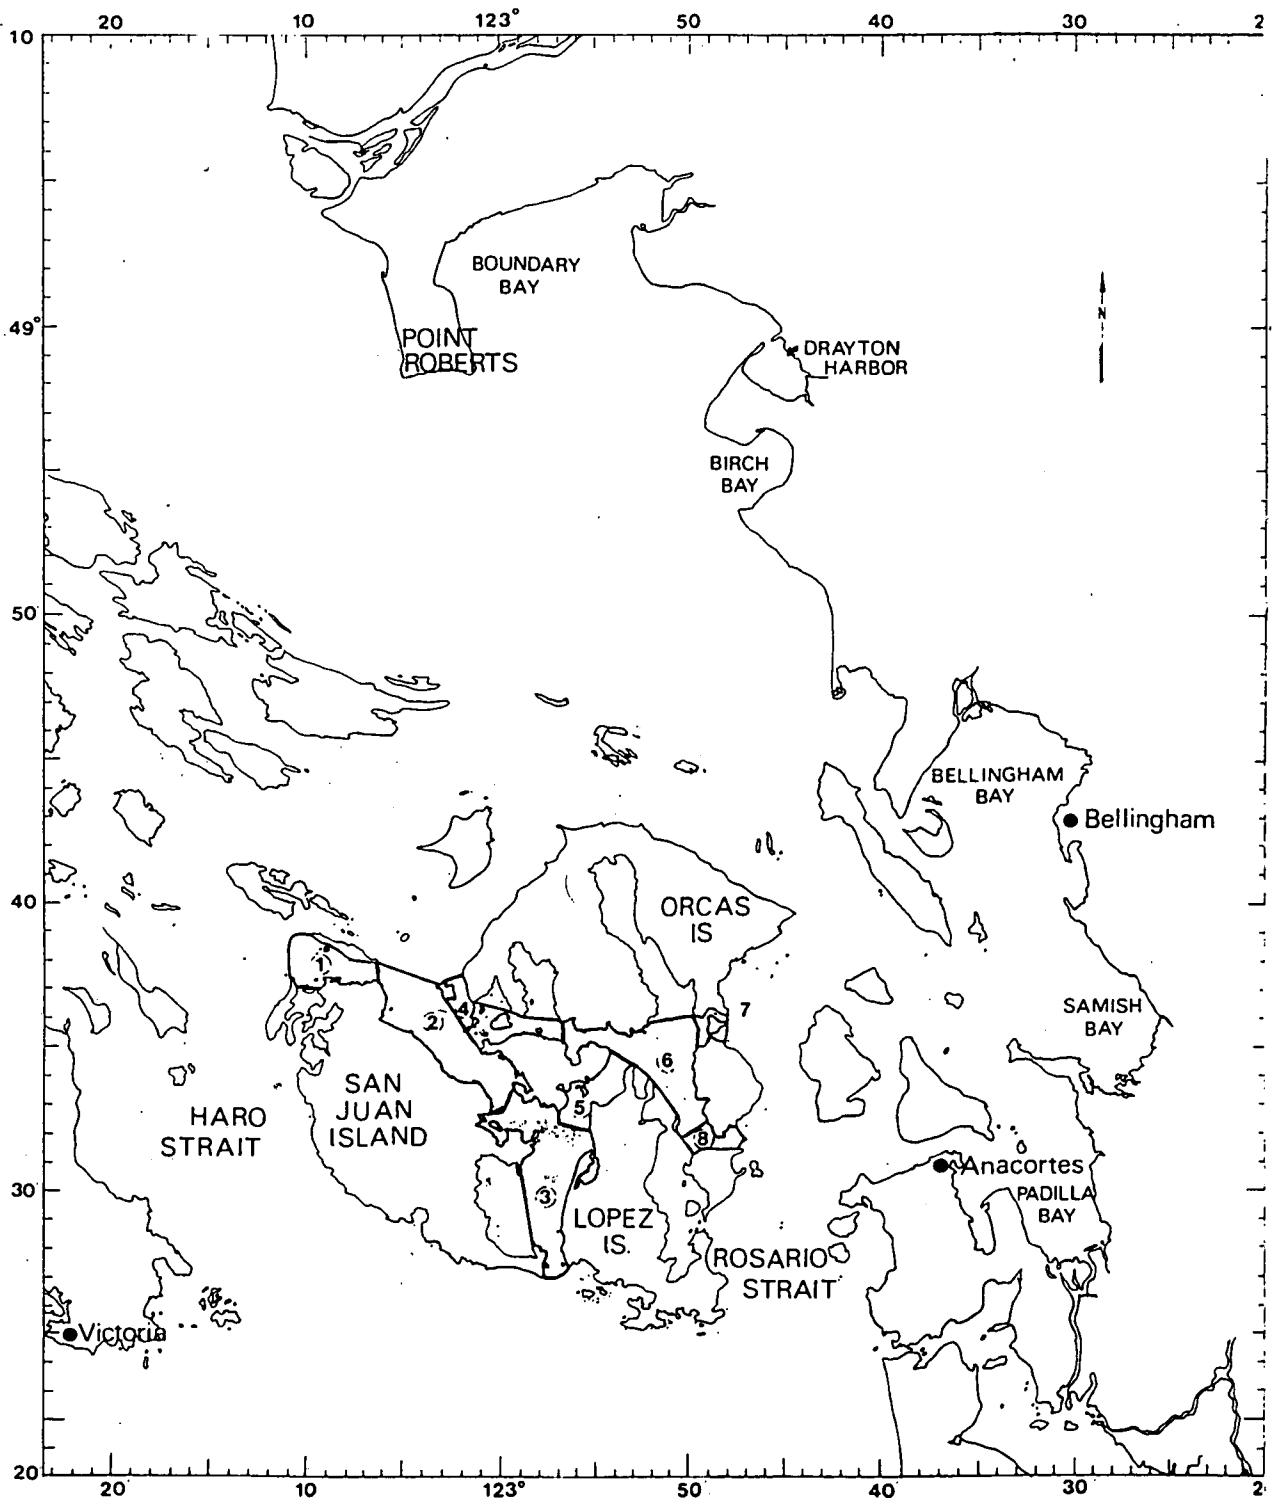 20 10 123° 50 40 30 2
10
BOUNDARY
BAY
49°
POINT
ROBERTS
N
DRAYTON
HARBOR
BIRCH
BAY
50'
BELLINGHAM
BAY
Bellingham
40
ORCAS
IS
1
7
4
2
SAMISH
BAY
6
SAN
JUAN
ISLAND
HARO
STRAIT
5
8
Anacortes
30'
3
PADILLA
BAY
LOPEZ
IS.
ROSARIO
STRAIT
Victoria
20
20 10 123° 50 40 30 2